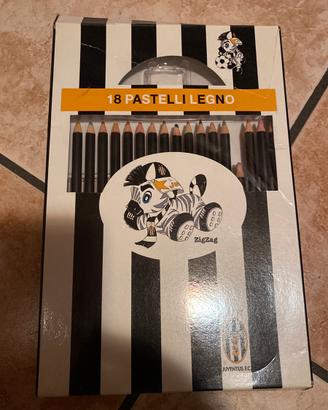 18 PASTELLI LEGNO
ZigZag
JUVENTUS F.C.